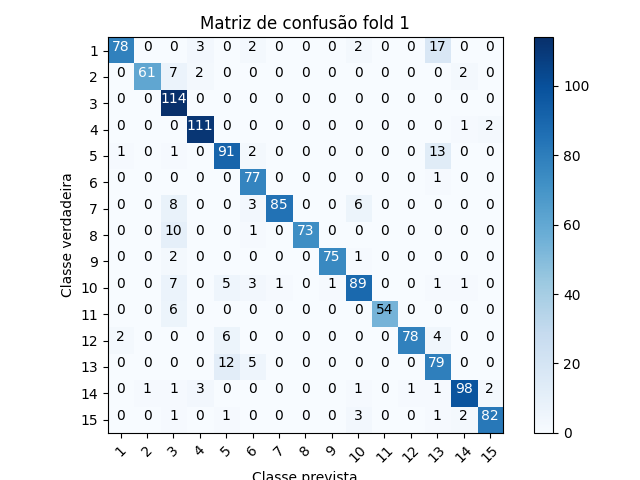 Matriz de confusão fold 1
1 78 0 0 3 0 2 0 0 0 2 0 0 17 0 0
2 0 61 7 2 0 0 0 0 0 0 0 0 0 2 0
3 0 0 114 0 0 0 0 0 0 0 0 0 0 0 0
4 0 0 0 111 0 0 0 0 0 0 0 0 0 1 2
5 1 0 1 0 91 2 0 0 0 0 0 0 13 0 0
6 0 0 0 0 0 77 0 0 0 0 0 0 1 0 0
7 0 0 8 0 0 3 85 0 0 6 0 0 0 0 0
8 0 0 10 0 0 1 0 73 0 0 0 0 0 0 0
9 0 0 2 0 0 0 0 0 75 1 0 0 0 0 0
10 0 0 7 0 5 3 1 0 1 89 0 0 1 1 0
11 0 0 6 0 0 0 0 0 0 0 54 0 0 0 0
12 2 0 0 0 6 0 0 0 0 0 0 78 4 0 0
13 0 0 0 0 12 5 0 0 0 0 0 0 79 0 0
14 0 1 1 3 0 0 0 0 0 1 0 1 1 98 2
15 0 0 1 0 1 0 0 0 0 3 0 0 1 2 82
1 2 3 4 5 6 7 8 9 10 11 12 13 14 15
Classe prevista
Classe verdadeira
100
80
60
40
20
0